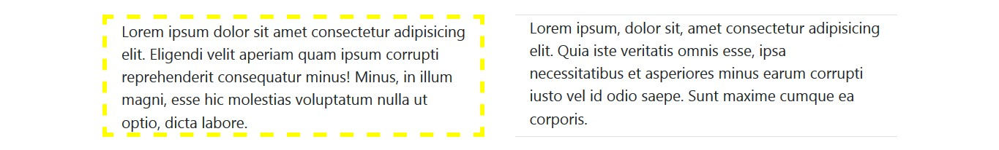 Lorem ipsum dolor sit amet consectetur adipisicing
elit. Eligendi velit aperiam quam ipsum corrupti
reprehenderit consequatur minus! Minus, in illum
magni, esse hic molestias voluptatum nulla ut
optio, dicta labore.
Lorem ipsum, dolor sit, amet consectetur adipisicing
elit. Quia iste veritatis omnis esse, ipsa
necessitatibus et asperiores minus earum corrupti
iusto vel id odio saepe. Sunt maxime cumque ea
corporis.